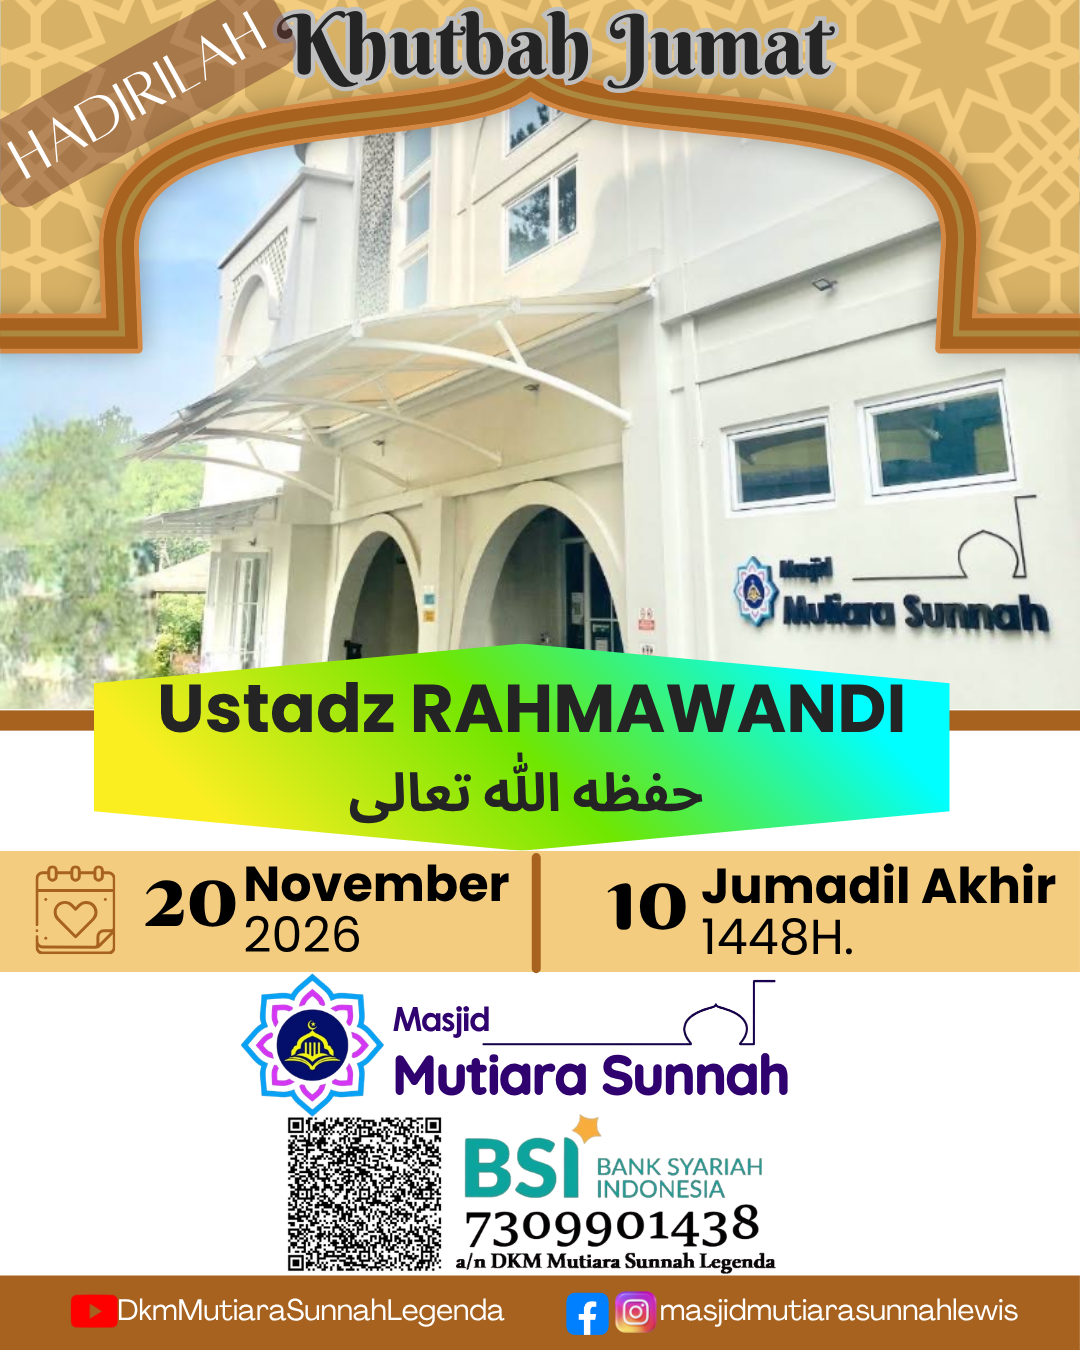 HADIRILAH
Khutbah Jumat
Masjid
Mutiara Sunnah
Ustadz RAHMAWANDI
حفظه الله تعالى
20 November
2026
10 Jumadil Akhir
1448H.
Masjid
Mutiara Sunnah
BSI BANK SYARIAH
INDONESIA
7309901438
a/n DKM Mutiara Sunnah Legenda
DkmMutiaraSunnahLegenda
masjidmutiarasunnahlewis